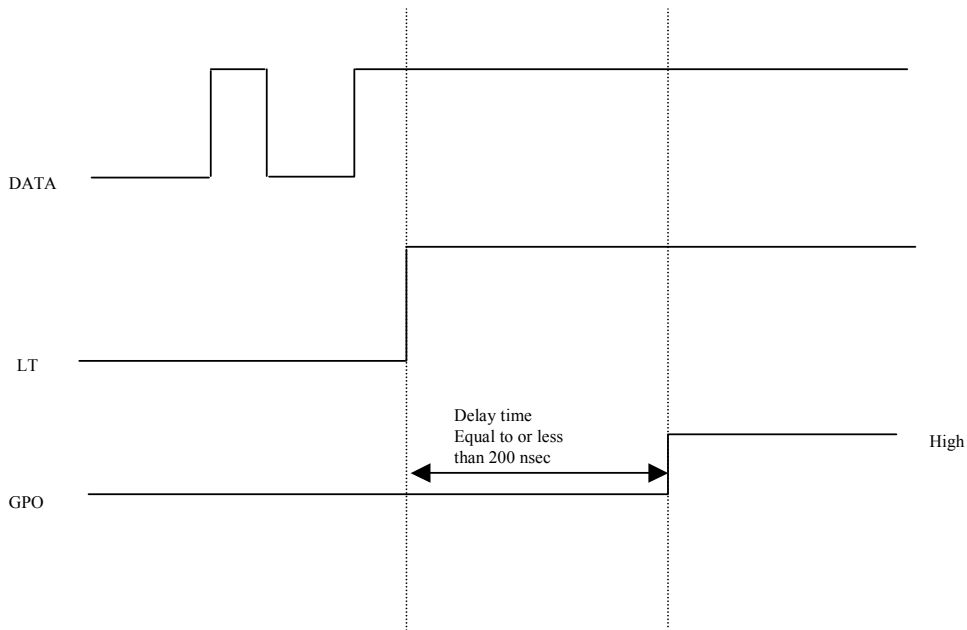 DATA
LT
Delay time
Equal to or less
than 200 nsec
High
GPO